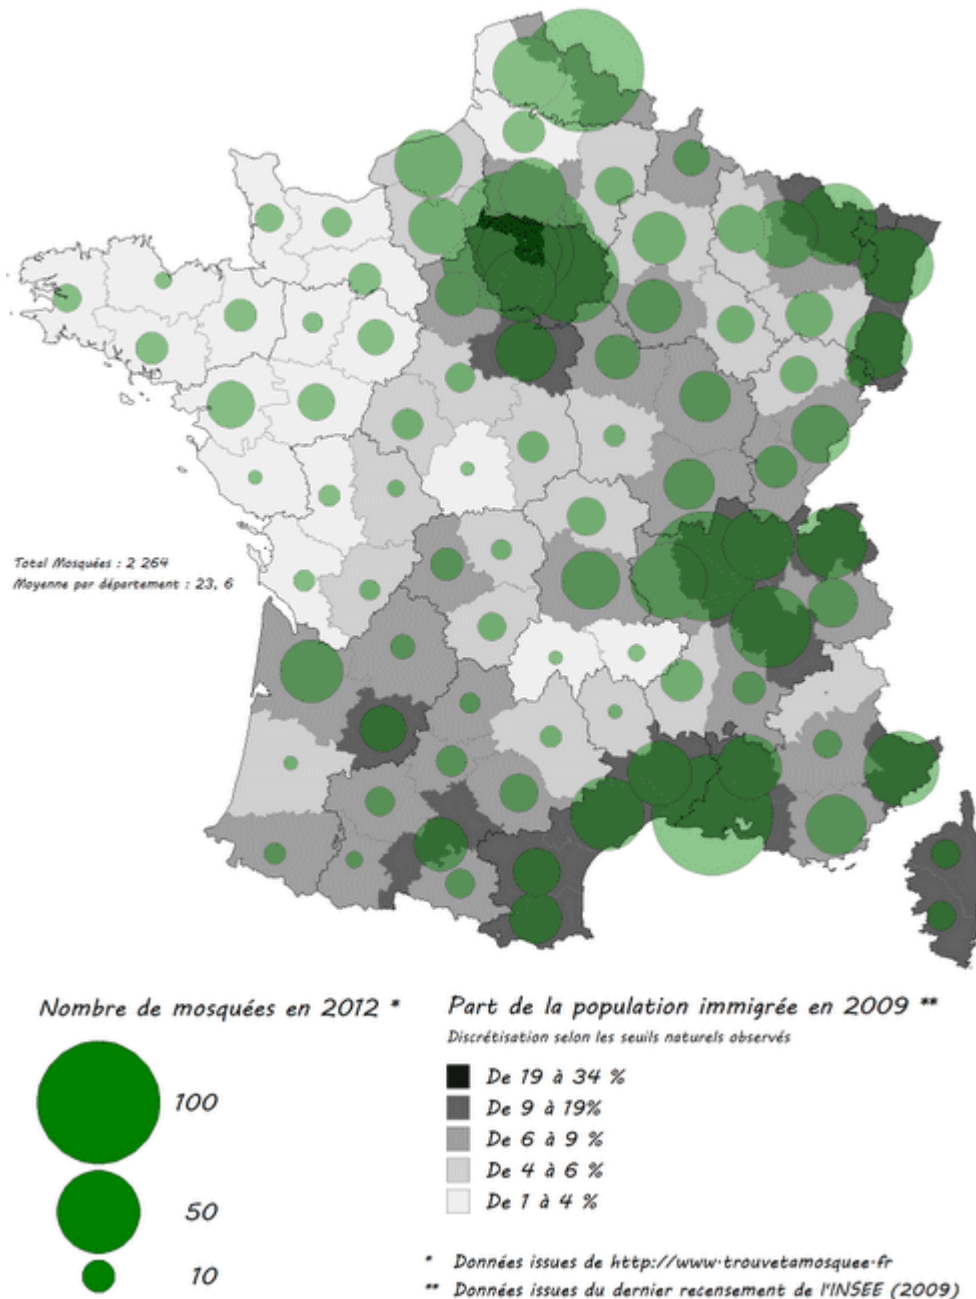 Total Mosquées : 2 264
Moyenne par département : 23, 6
Nombre de mosquées en 2012 *
100
50
10
Part de la population immigrée en 2009 **
Discrétisation selon les seuils naturels observés
De 19 à 34 %
De 9 à 19%
De 6 à 9 %
De 4 à 6 %
De 1 à 4 %
* Données issues de http://www.trouvetamosquee.fr
** Données issues du dernier recensement de l'INSEE (2009)